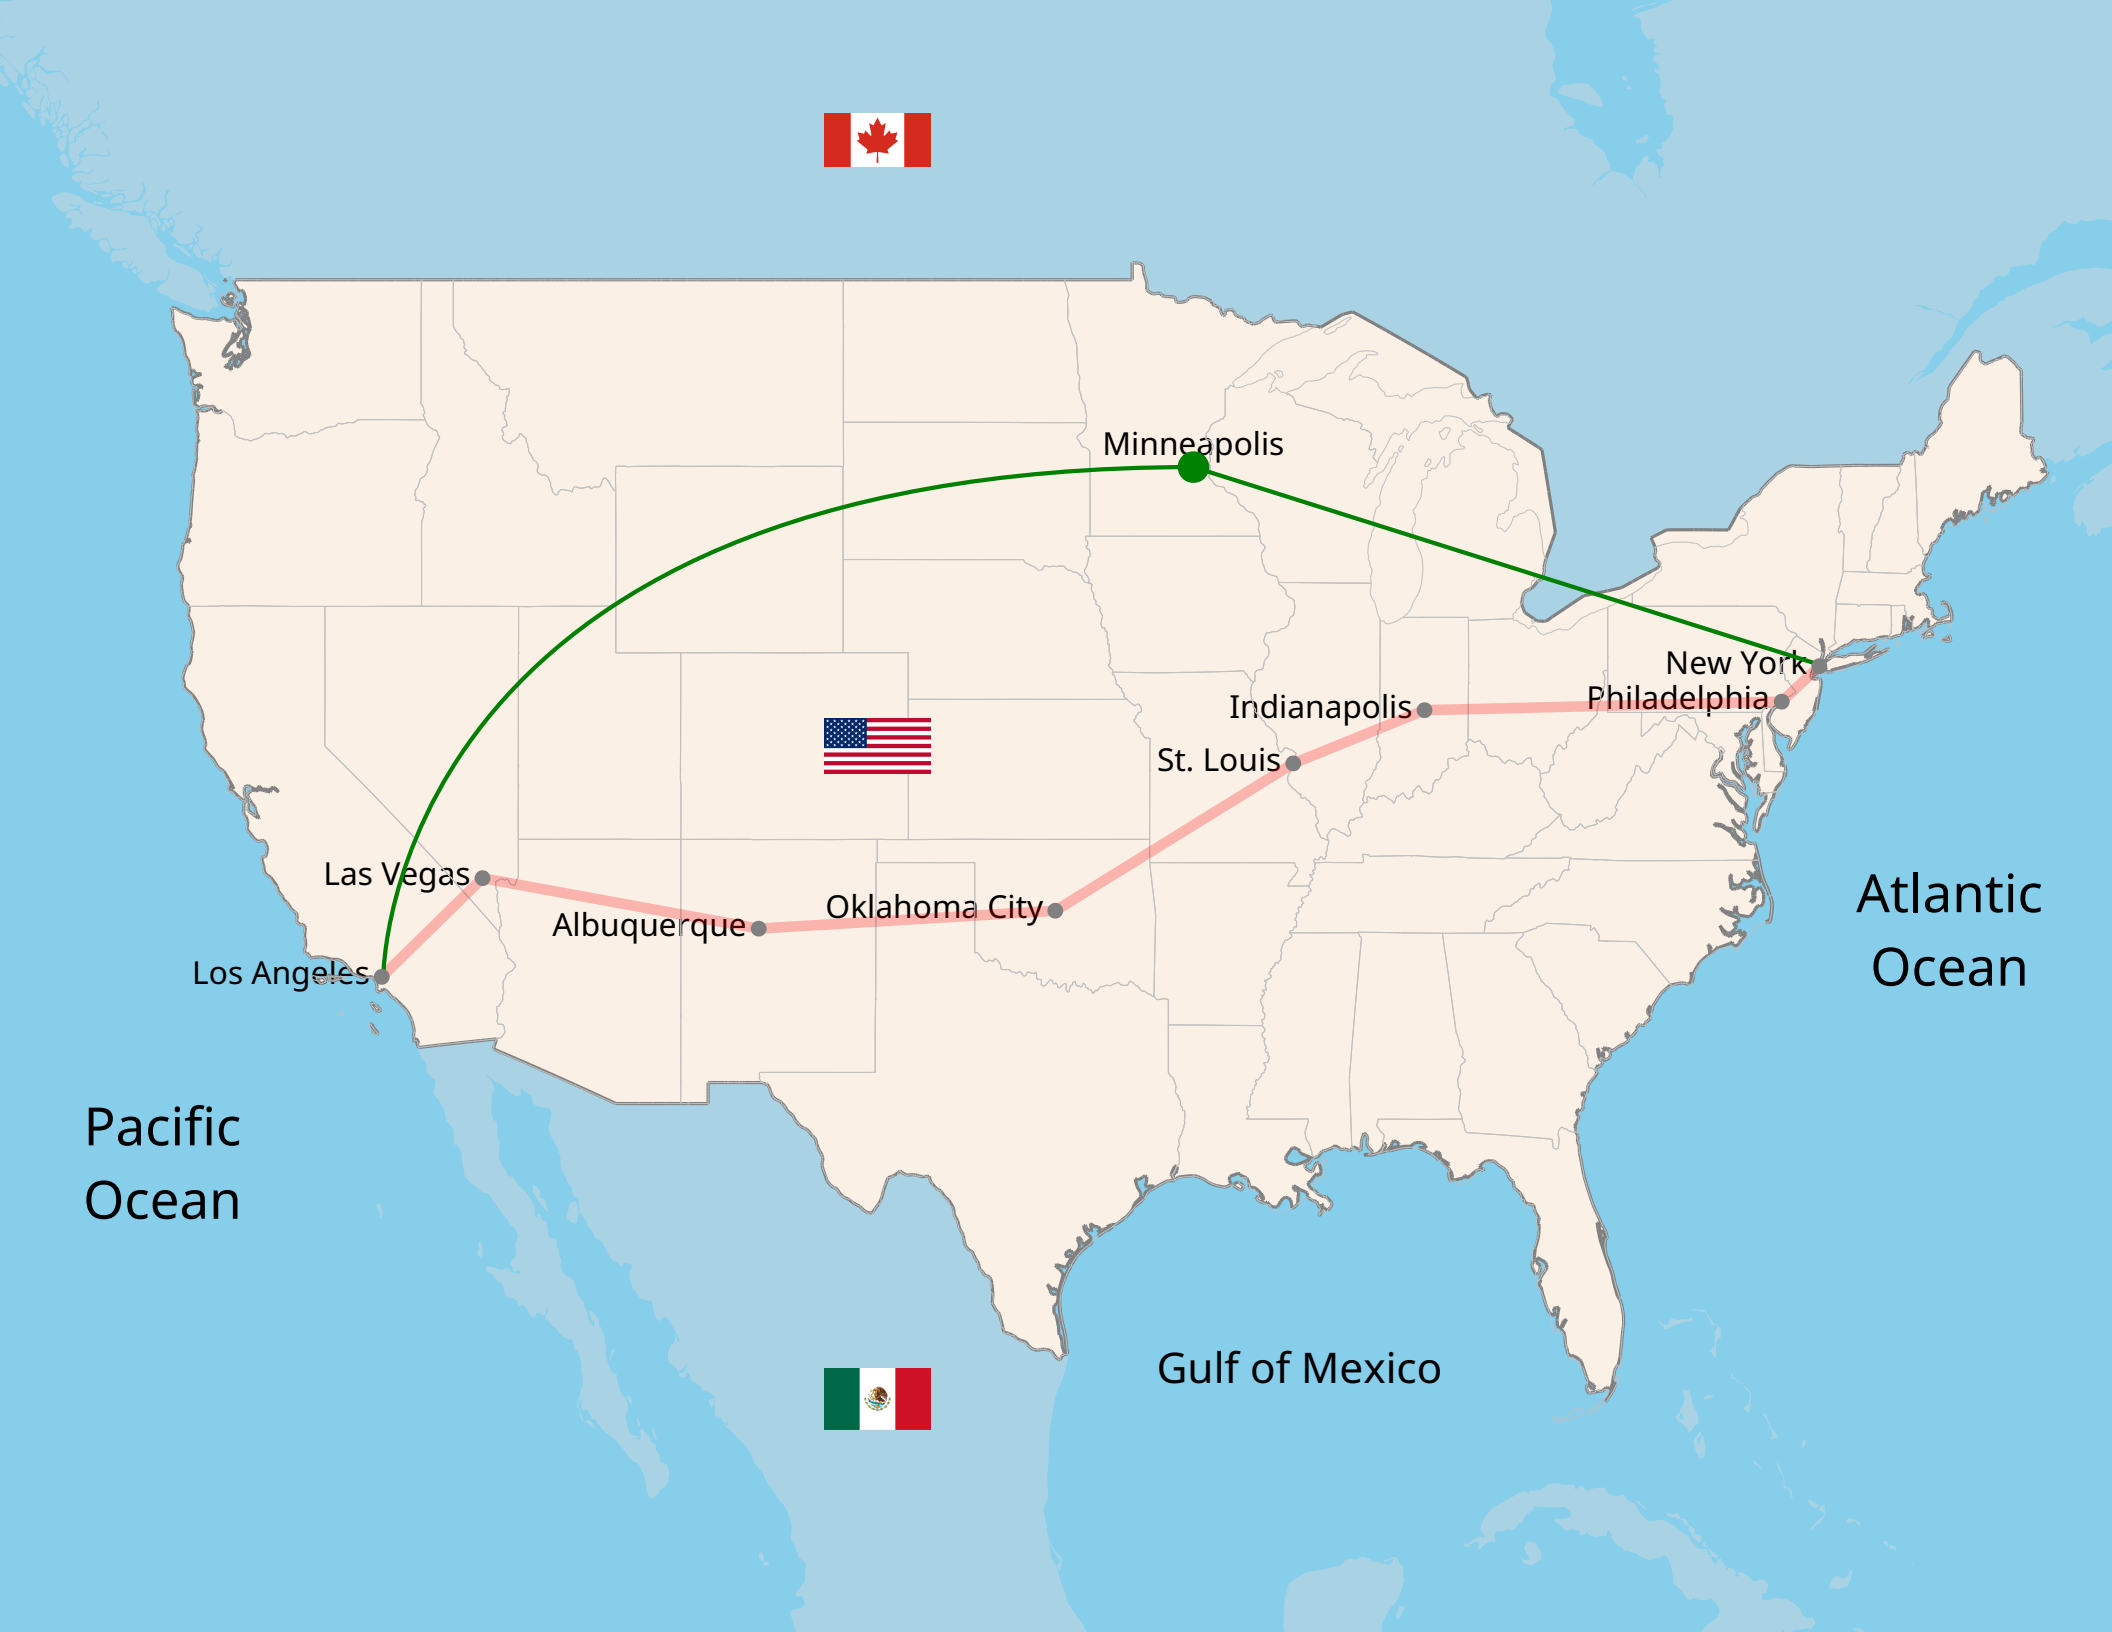 Minneapolis
New York
Philadelphia
Indianapolis
St. Louis
Las Vegas
Oklahoma City
Albuquerque
Los Angeles
Atlantic
Ocean
Pacific
Ocean
Gulf of Mexico